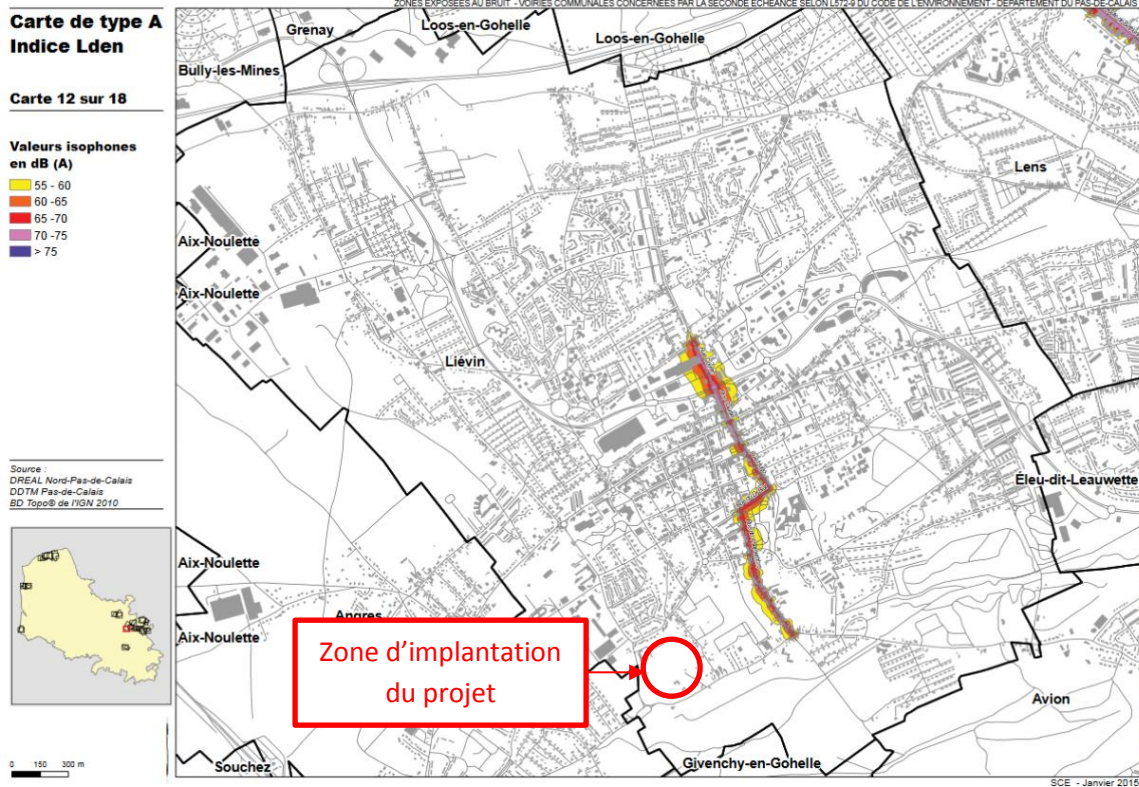 ZONES EXPOSEES AU BRUIT - VOIRIES COMMUNALES CONCERNEES PAR LA SECONDE ECHEANCE SELON L572-9 DU CODE DE L'ENVIRONNEMENT - DEPARTEMENT DU PAS-DE-CALAIS
Carte de type A
Indice Lden
Carte 12 sur 18
Valeurs isophones
en dB (A)
55 - 60
60 -65
65 -70
70 -75
> 75
Source :
DREAL Nord-Pas-de-Calais
DDTM Pas-de-Calais
BD Topo® de l'IGN 2010
0 150 300 m
Grenay
Loos-en-Gohelle
Loos-en-Gohelle
Bully-les-Mines
Lens
Aix-Noulette
Aix-Noulette
Liévin
Éleu-dit-Leauwette
Aix-Noulette
Angres
Aix-Noulette
Zone d'implantation
du projet
Avion
Souchez
Givenchy-en-Gohelle
SCE - Janvier 2015